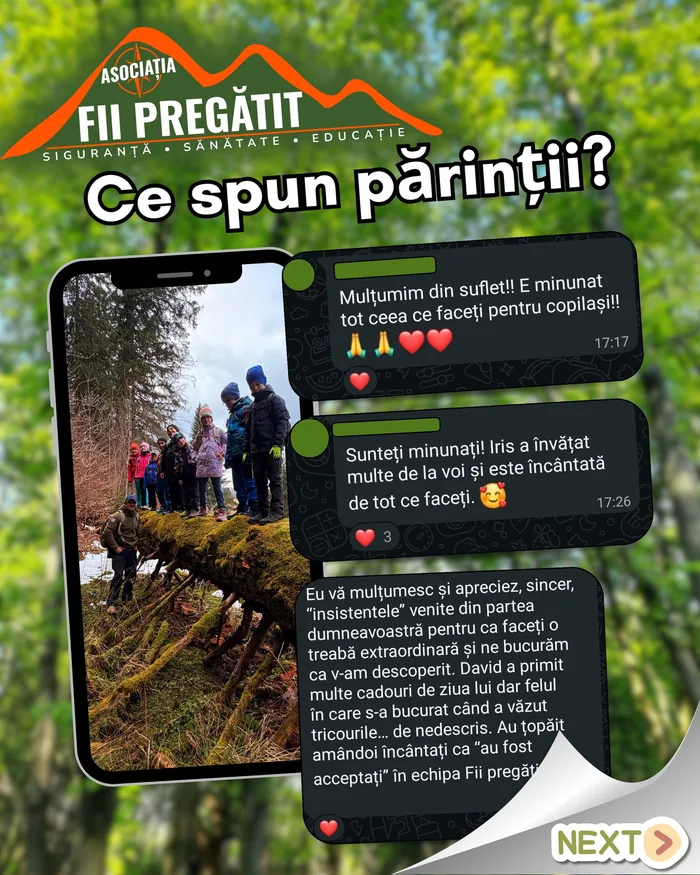 ASOCIAȚIA
FII PREGĂTIT
SIGURANȚĂ • SĂNĂTATE • EDUCAȚIE
Ce spun părinții?
Mulțumim din suflet!! E minunat
tot ceea ce faceți pentru copilași!!
🙏🙏❤️❤️
17:17
❤️
Sunteți minunați! Iris a învățat
multe de la voi și este încântată
de tot ce faceți. 🥰
17:26
❤️ 3
Eu vă mulțumesc și apreciez, sincer,
“insistentele” venite din partea
dumneavoastră pentru ca faceți o
treabă extraordinară și ne bucurăm
ca v-am descoperit. David a primit
multe cadouri de ziua lui dar felul
în care s-a bucurat când a văzut
tricourile... de nedescris. Au țopăit
amândoi încântați ca “au fost
acceptați” în echipa Fii pregăti
❤️
NEXT >